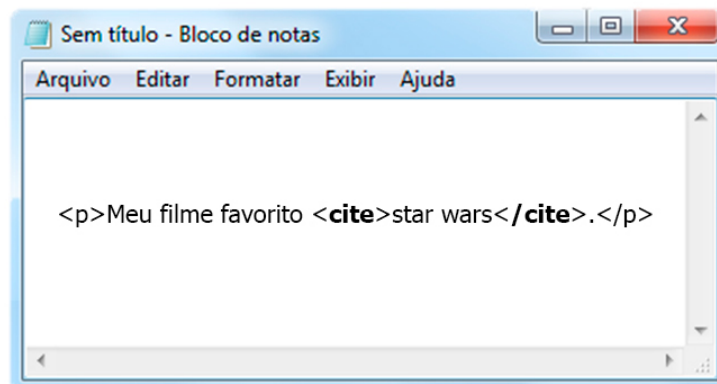 Sem título - Bloco de notas
Arquivo Editar Formatar Exibir Ajuda
<p>Meu filme favorito <cite>star wars</cite>.</p>